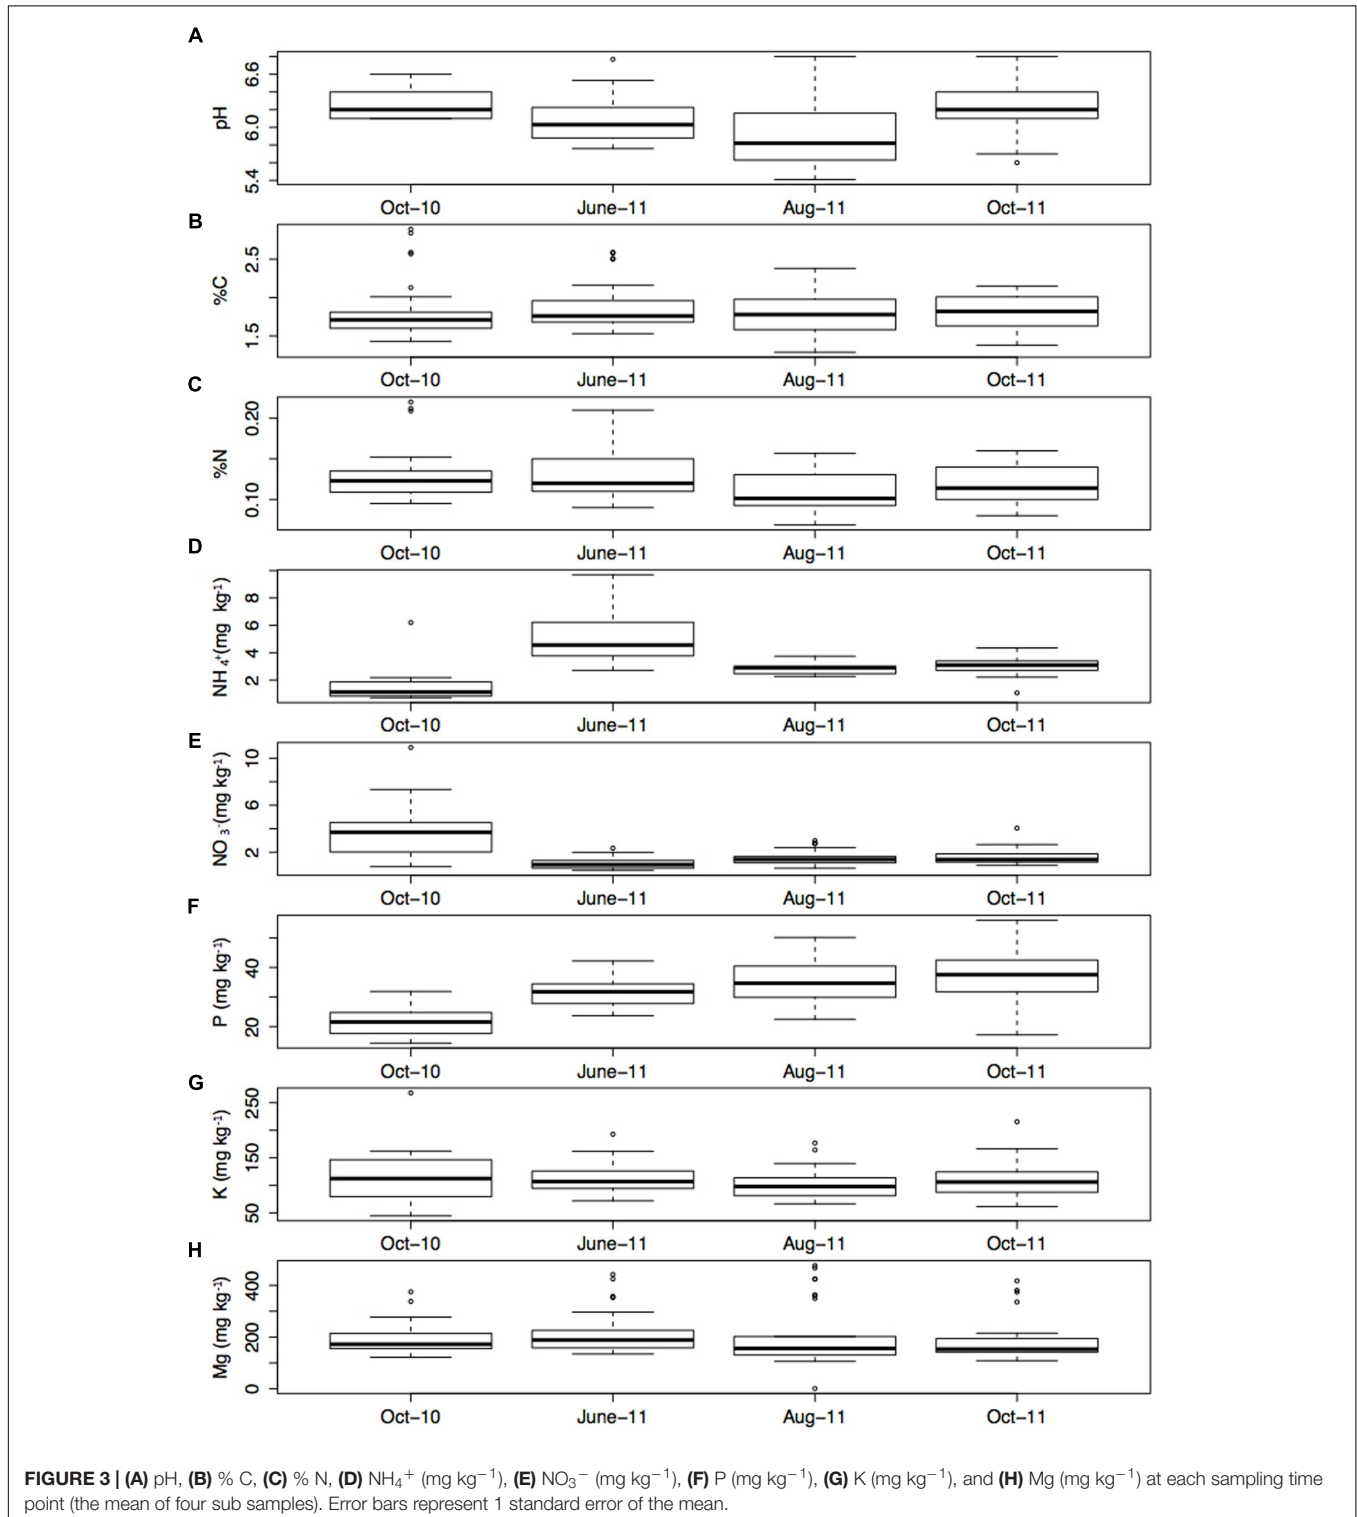 A
pH
6.6
6.0
5.4
Oct–10 June–11 Aug–11 Oct–11
B
%C
2.5
1.5
Oct–10 June–11 Aug–11 Oct–11
C
%N
0.20
0.10
Oct–10 June–11 Aug–11 Oct–11
D
NH₄⁺(mg kg⁻¹)
8
6
4
2
Oct–10 June–11 Aug–11 Oct–11
E
NO₃⁻(mg kg⁻¹)
10
6
2
Oct–10 June–11 Aug–11 Oct–11
F
P (mg kg⁻¹)
40
20
Oct–10 June–11 Aug–11 Oct–11
G
K (mg kg⁻¹)
250
150
50
Oct–10 June–11 Aug–11 Oct–11
H
Mg (mg kg⁻¹)
400
200
0
Oct–10 June–11 Aug–11 Oct–11
FIGURE 3 | (A) pH, (B) % C, (C) % N, (D) NH₄⁺ (mg kg⁻¹), (E) NO₃⁻ (mg kg⁻¹), (F) P (mg kg⁻¹), (G) K (mg kg⁻¹), and (H) Mg (mg kg⁻¹) at each sampling time
point (the mean of four sub samples). Error bars represent 1 standard error of the mean.